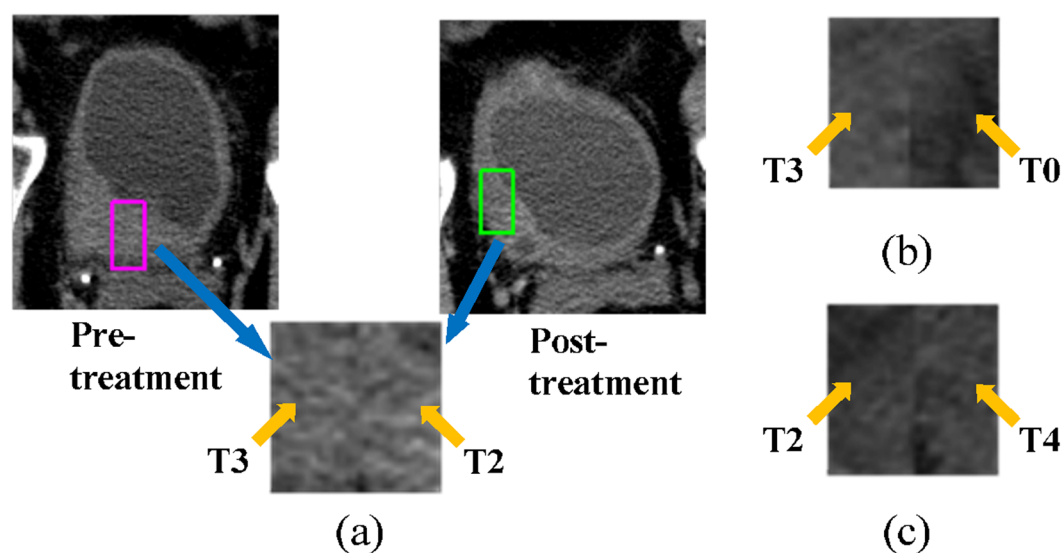 Pre-
treatment
Post-
treatment
T3
T2
(a)
T3
T0
(b)
T2
T4
(c)